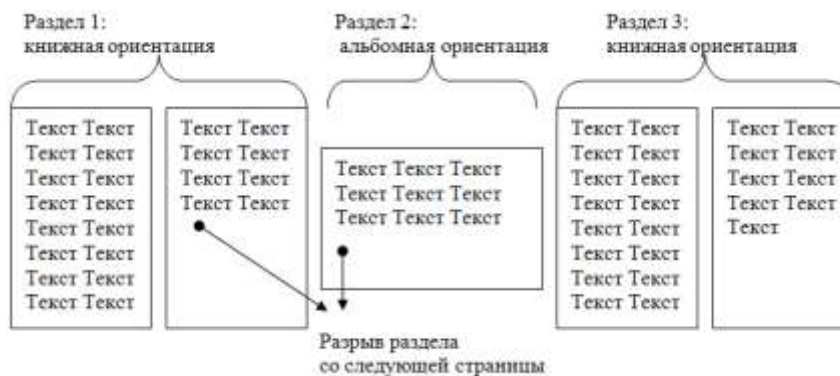 Раздел 1:
книжная ориентация
Раздел 2:
альбомная ориентация
Раздел 3:
книжная ориентация
Текст Текст
Текст Текст
Текст Текст
Текст Текст
Текст Текст
Текст Текст
Текст Текст
Текст Текст
Текст Текст
Текст Текст
Текст Текст
Текст Текст
Текст Текст Текст
Текст Текст Текст
Текст Текст Текст
Текст Текст
Текст Текст
Текст Текст
Текст Текст
Текст Текст
Текст Текст
Текст Текст
Текст Текст
Текст Текст
Текст Текст
Текст Текст
Текст Текст
Текст
Разрыв раздела
со следующей страницы